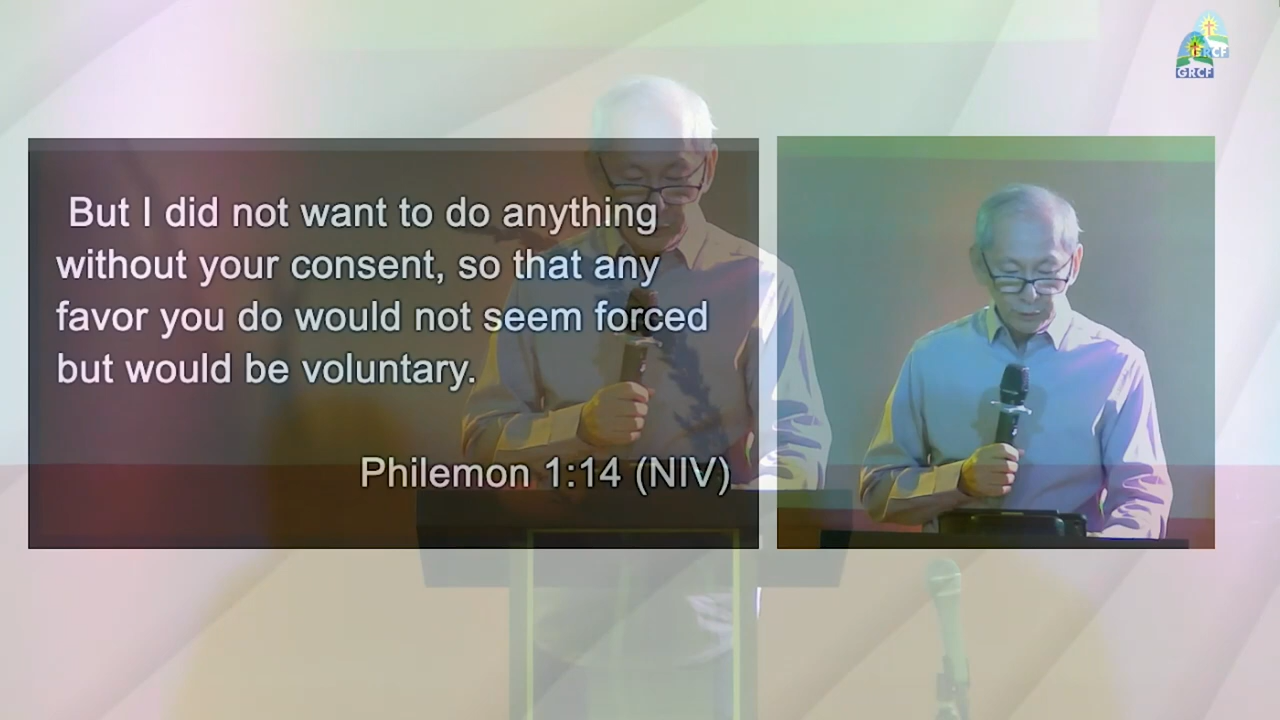 But I did not want to do anything
without your consent, so that any
favor you do would not seem forced
but would be voluntary.
Philemon 1:14 (NIV)
GRCF
GRCF